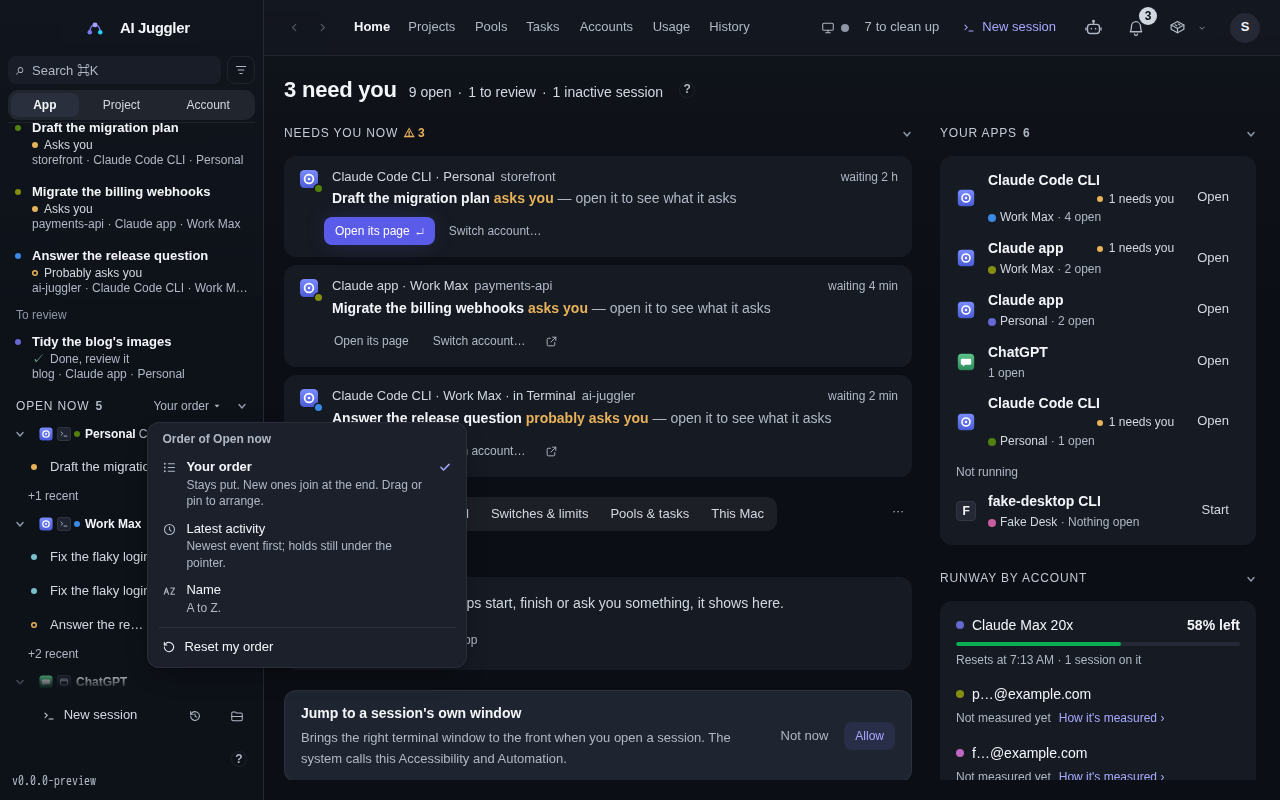 AI Juggler
Search ⌘K
App Project Account
Draft the migration plan
Asks you
storefront · Claude Code CLI · Personal
Migrate the billing webhooks
Asks you
payments-api · Claude app · Work Max
Answer the release question
Probably asks you
ai-juggler · Claude Code CLI · Work M…
To review
Tidy the blog's images
Done, review it
blog · Claude app · Personal
OPEN NOW 5 Your order
Personal C
Draft the migratio
+1 recent
Work Max
Fix the flaky login
Fix the flaky login
Answer the re…
+2 recent
ChatGPT
New session
?
v0.0.0-preview
Home Projects Pools Tasks Accounts Usage History
7 to clean up
New session
3
S
3 need you 9 open · 1 to review · 1 inactive session ?
NEEDS YOU NOW 3
Claude Code CLI · Personal storefront waiting 2 h
Draft the migration plan asks you — open it to see what it asks
Open its page Switch account…
Claude app · Work Max payments-api waiting 4 min
Migrate the billing webhooks asks you — open it to see what it asks
Open its page Switch account…
Claude Code CLI · Work Max · in Terminal ai-juggler waiting 2 min
Answer the release question probably asks you — open it to see what it asks
account…
Order of Open now
Your order
Stays put. New ones join at the end. Drag or
pin to arrange.
Latest activity
Newest event first; holds still under the
pointer.
AZ Name
A to Z.
Reset my order
Switches & limits Pools & tasks This Mac
…
ps start, finish or ask you something, it shows here.
pp
Jump to a session's own window
Brings the right terminal window to the front when you open a session. The
system calls this Accessibility and Automation.
Not now Allow
YOUR APPS 6
Claude Code CLI
1 needs you
Work Max · 4 open
Open
Claude app 1 needs you
Work Max · 2 open
Open
Claude app
Personal · 2 open
Open
ChatGPT
1 open
Open
Claude Code CLI
1 needs you
Personal · 1 open
Open
Not running
F fake-desktop CLI
Fake Desk · Nothing open
Start
RUNWAY BY ACCOUNT
Claude Max 20x 58% left
Resets at 7:13 AM · 1 session on it
p…@example.com
Not measured yet How it's measured ›
f…@example.com
Not measured yet How it's measured ›